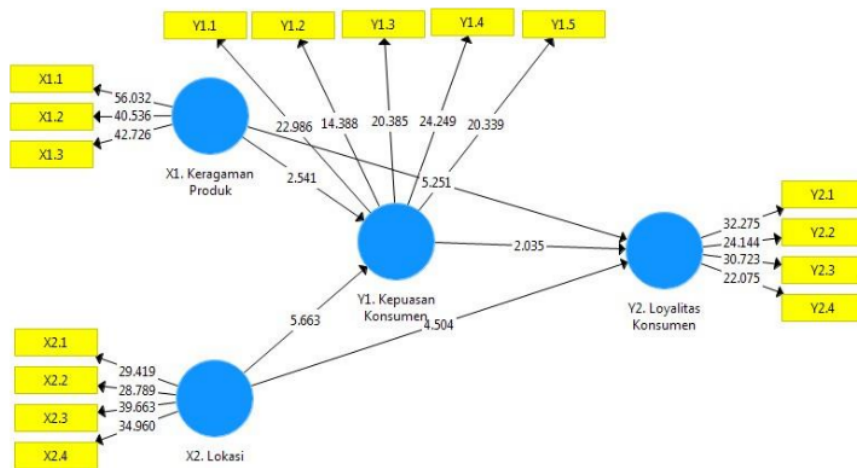 Y1.1
Y1.2
Y1.3
Y1.4
Y1.5
X1.1
X1.2
X1.3
56.032
40.536
42.726
X1. Keragaman
Produk
22.986
14.388
20.385
24.249
20.339
2.541
5.251
Y1. Kepuasan
Konsumen
2.035
5.663
4.504
Y2.1
Y2.2
Y2.3
Y2.4
32.275
24.144
30.723
22.075
Y2. Loyalitas
Konsumen
X2.1
X2.2
X2.3
X2.4
29.419
28.789
39.663
34.960
X2. Lokasi